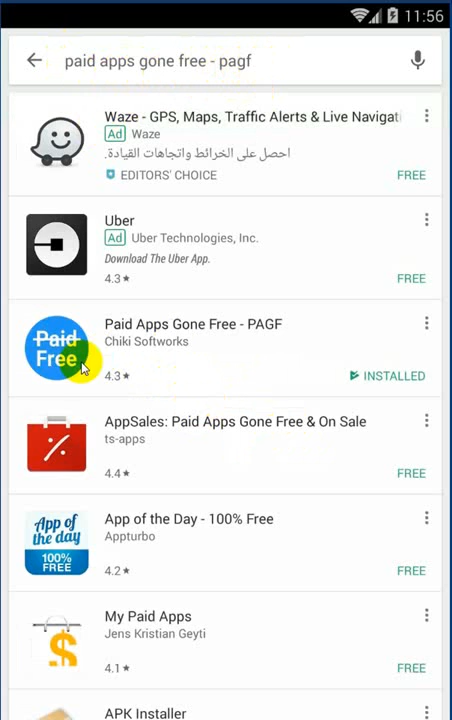 11:56
paid apps gone free - pagf
Waze - GPS, Maps, Traffic Alerts & Live Navigati
Ad Waze
احصل على الخرائط واتجاهات القيادة.
EDITORS' CHOICE FREE
Uber
Ad Uber Technologies, Inc.
Download The Uber App.
4.3★ FREE
Paid Free
Paid Apps Gone Free - PAGF
Chiki Softworks
4.3★ INSTALLED
AppSales: Paid Apps Gone Free & On Sale
ts-apps
4.4★ FREE
App of the day
100% FREE
App of the Day - 100% Free
Appturbo
4.2★ FREE
My Paid Apps
Jens Kristian Geyti
4.1★ FREE
APK Installer